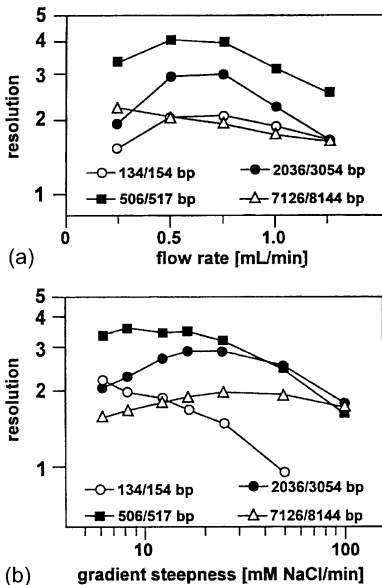 5
4
3
2
1
resolution
134/154 bp
2036/3054 bp
506/517 bp
7126/8144 bp
0
0.5
1.0
(a)
flow rate [mL/min]
5
4
3
2
1
resolution
134/154 bp
2036/3054 bp
506/517 bp
7126/8144 bp
10
100
(b)
gradient steepness [mM NaCl/min]